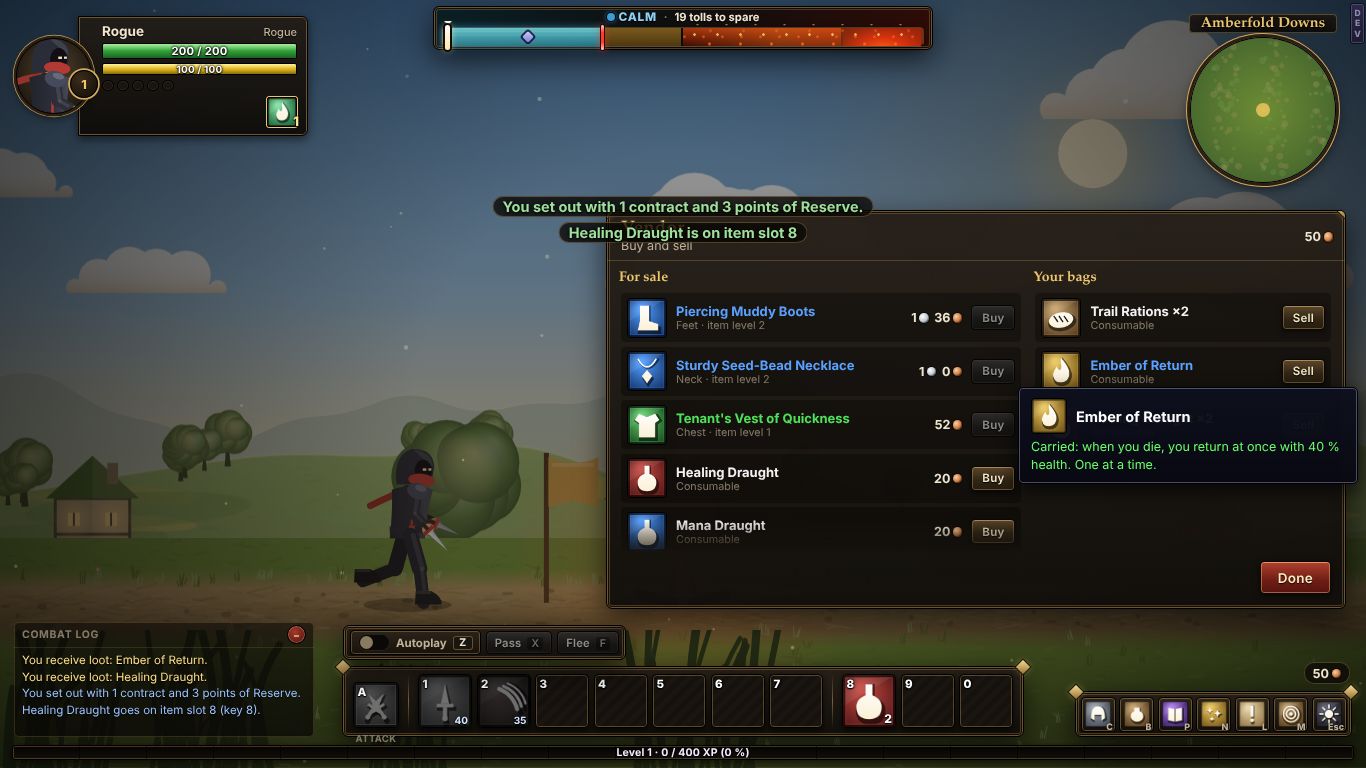 Rogue
Rogue
200 / 200
100 / 100
1
1
CALM · 19 tolls to spare
Amberfold Downs
DEV
You set out with 1 contract and 3 points of Reserve.
Healing Draught is on item slot 8
Buy and sell
50
For sale
Piercing Muddy Boots
Feet · item level 2
1 36
Buy
Sturdy Seed-Bead Necklace
Neck · item level 2
1 0
Buy
Tenant's Vest of Quickness
Chest · item level 1
52
Buy
Healing Draught
Consumable
20
Buy
Mana Draught
Consumable
20
Buy
Your bags
Trail Rations ×2
Consumable
Sell
Ember of Return
Consumable
Sell
Ember of Return
Carried: when you die, you return at once with 40 %
health. One at a time.
Done
COMBAT LOG
You receive loot: Ember of Return.
You receive loot: Healing Draught.
You set out with 1 contract and 3 points of Reserve.
Healing Draught goes on item slot 8 (key 8).
Autoplay Z
Pass X
Flee F
A
ATTACK
1
40
2
35
3
4
5
6
7
8
2
9
0
50
C
B
P
N
L
M
Esc
Level 1 · 0 / 400 XP (0 %)